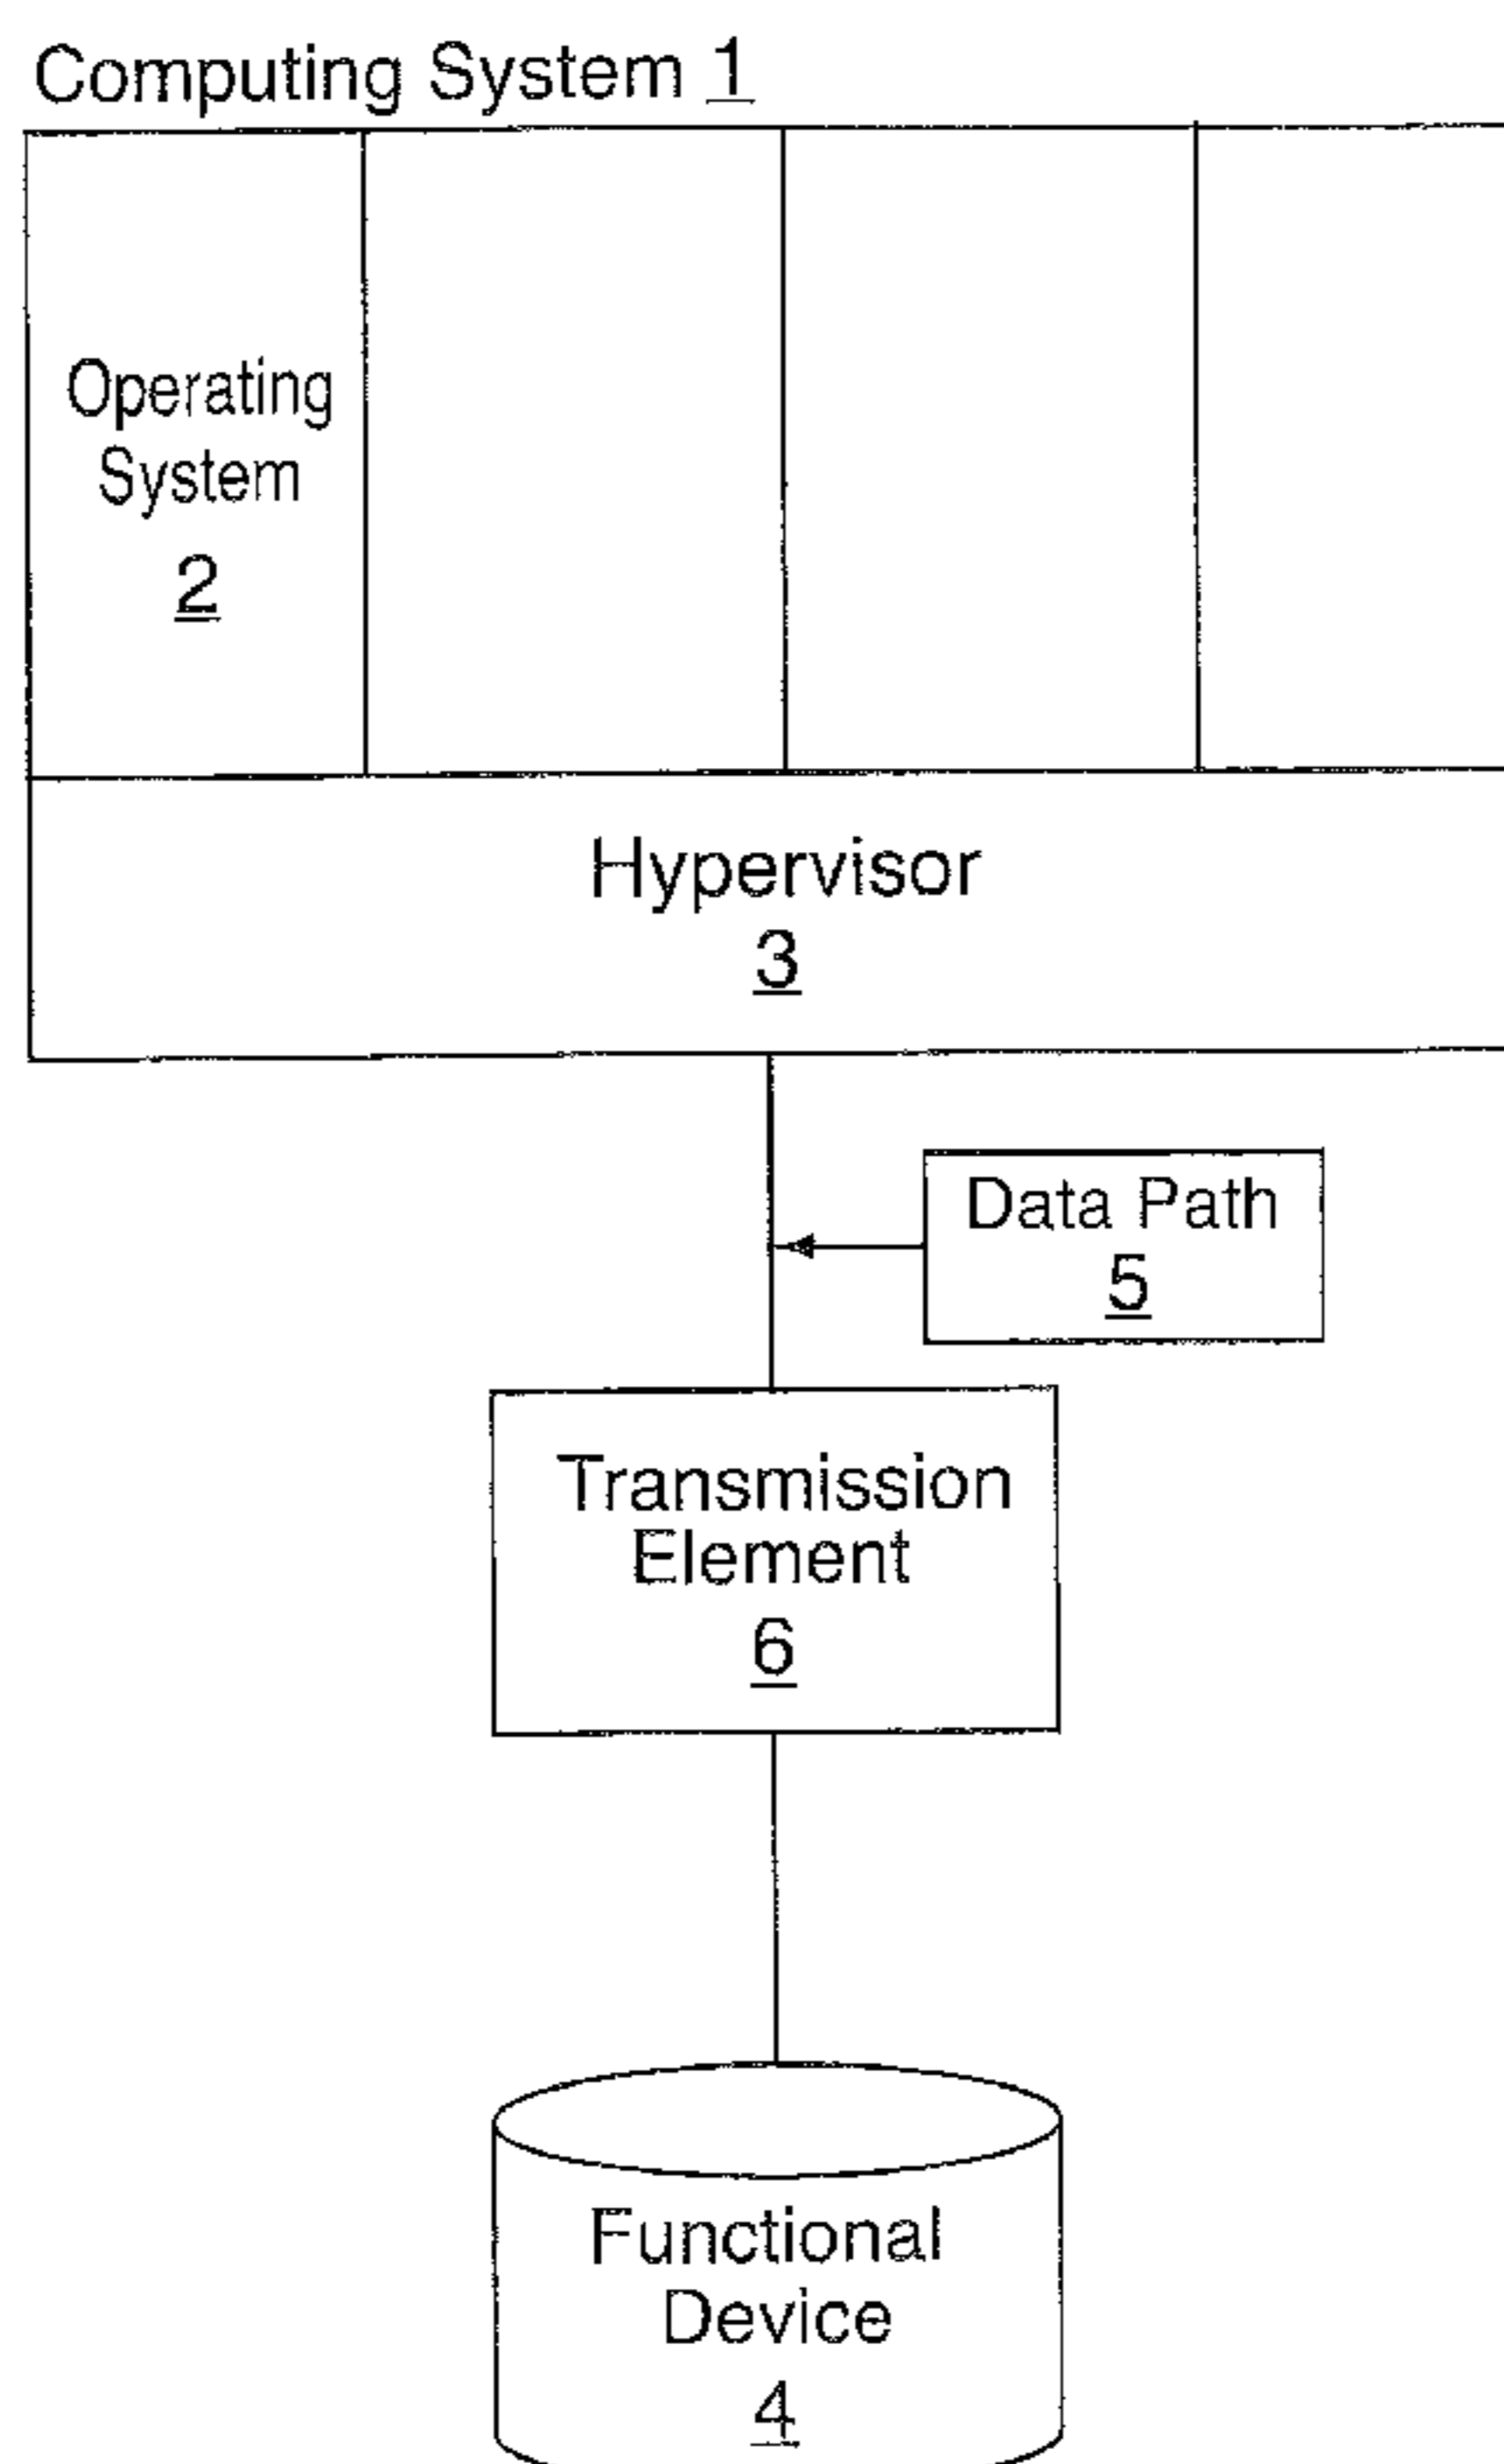 Computing System 1
Operating
System
2
Hypervisor
3
Data Path
5
Transmission
Element
6
Functional
Device
4